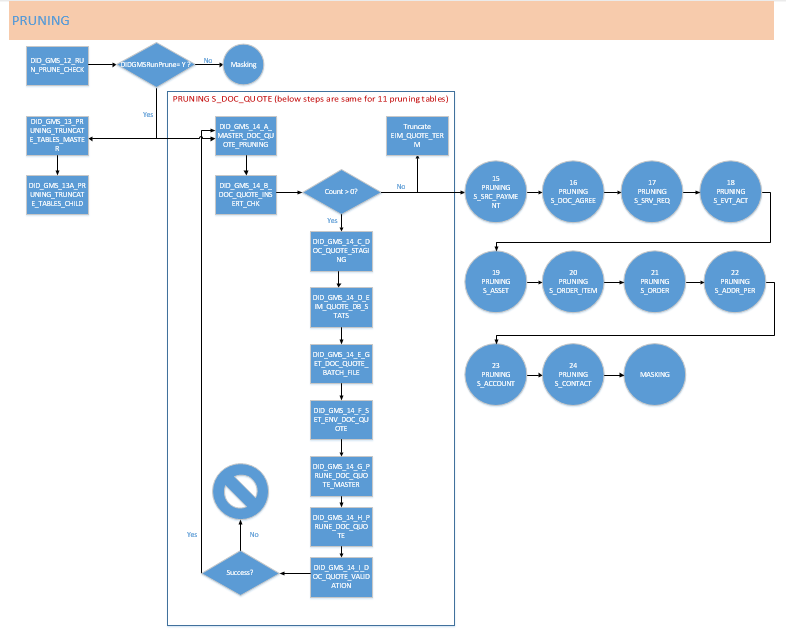 PRUNING
DID_GMS_12_RU
N_PRUNE_CHECK
DIDGMSRunPrune= Y ?
No
Masking
Yes
PRUNING S_DOC_QUOTE (below steps are same for 11 pruning tables)
DID_GMS_13_P
RUNING_TRUNCAT
E_TABLES_MASTE
R
DID_GMS_13A_P
RUNING_TRUNCAT
E_TABLES_CHILD
DID_GMS_14_A_
MASTER_DOC_QU
OTE_PRUNING
DID_GMS_14_B_
DOC_QUOTE_INS
ERT_CHK
Truncate
EIM_QUOTE_TER
M
Count > 0?
No
Yes
DID_GMS_14_C_D
OC_QUOTE_STAGI
NG
DID_GMS_14_D_E
IM_QUOTE_DB_S
TATS
DID_GMS_14_E_G
ET_DOC_QUOTE_
BATCH_FILE
DID_GMS_14_F_S
ET_ENV_DOC_QU
OTE
DID_GMS_14_G_P
RUNE_DOC_QUO
TE_MASTER
DID_GMS_14_H_P
RUNE_DOC_QUO
TE
DID_GMS_14_I_D
OC_QUOTE_VALID
ATION
Success?
No
Yes
15
PRUNING
S_SRC_PAYME
NT
16
PRUNING
S_DOC_AGREE
17
PRUNING
S_SRV_REQ
18
PRUNING
S_EVT_ACT
19
PRUNING
S_ASSET
20
PRUNING
S_ORDER_ITEM
21
PRUNING
S_ORDER
22
PRUNING
S_ADDR_PER
23
PRUNING
S_ACCOUNT
24
PRUNING
S_CONTACT
MASKING